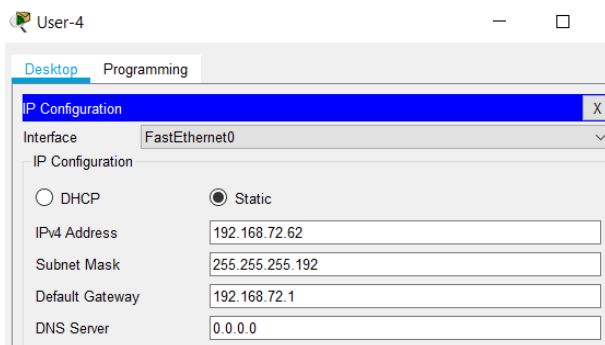 User-4
Desktop Programming
IP Configuration X
Interface FastEthernet0
IP Configuration
DHCP Static
IPv4 Address 192.168.72.62
Subnet Mask 255.255.255.192
Default Gateway 192.168.72.1
DNS Server 0.0.0.0